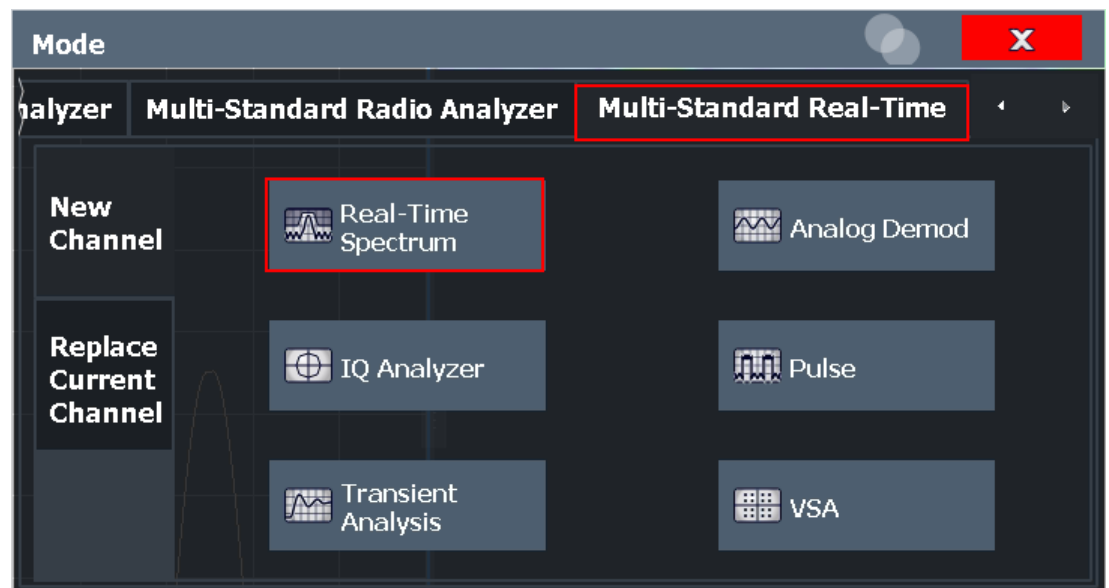 Mode
X
nalyzer
Multi-Standard Radio Analyzer
Multi-Standard Real-Time
New
Channel
Replace
Current
Channel
Real-Time
Spectrum
Analog Demod
IQ Analyzer
Pulse
Transient
Analysis
VSA